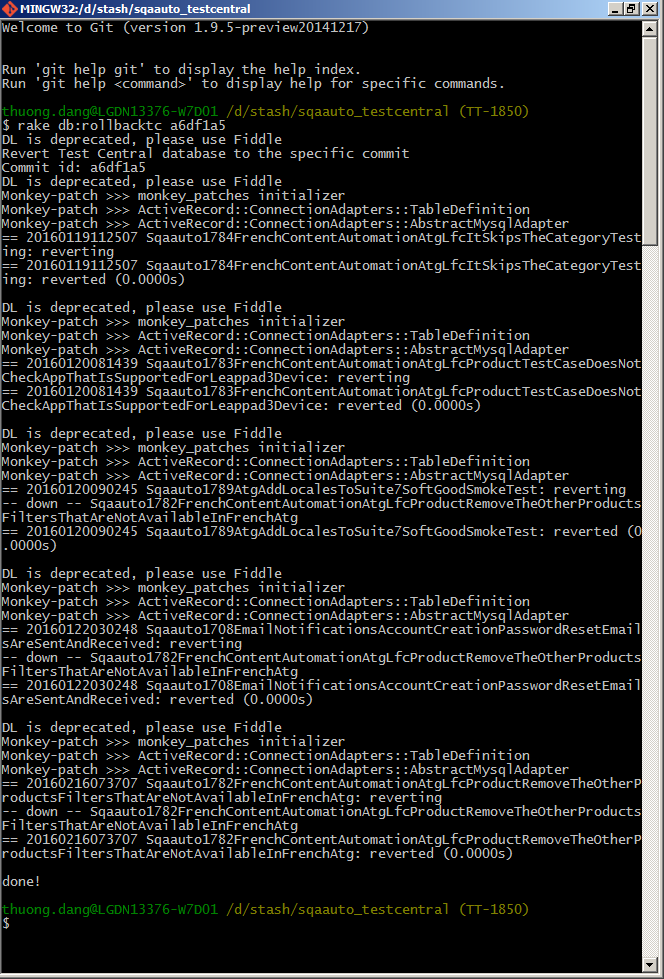 MINGW32:/d/stash/sqaauto_testcentral
Welcome to Git (version 1.9.5-preview20141217)
Run 'git help git' to display the help index.
Run 'git help <command>' to display help for specific commands.
thuong.dang@LGDN13376-W7DO1 /d/stash/sqaauto_testcentral (TT-1850)
$ rake db:rollbacktc a6df1a5
DL is deprecated, please use Fiddle
Revert Test Central database to the specific commit
Commit id: a6df1a5
DL is deprecated, please use Fiddle
Monkey-patch >>> monkey_patches initializer
Monkey-patch >>> ActiveRecord::ConnectionAdapters::TableDefinition
Monkey-patch >>> ActiveRecord::ConnectionAdapters::AbstractMysqlAdapter
== 20160119112507 Sqaauto1784FrenchContentAutomationAtgLfcItSkipsTheCategoryTest
ing: reverting
== 20160119112507 Sqaauto1784FrenchContentAutomationAtgLfcItSkipsTheCategoryTest
ing: reverted (0.0000s)
DL is deprecated, please use Fiddle
Monkey-patch >>> monkey_patches initializer
Monkey-patch >>> ActiveRecord::ConnectionAdapters::TableDefinition
Monkey-patch >>> ActiveRecord::ConnectionAdapters::AbstractMysqlAdapter
== 20160120081439 Sqaauto1783FrenchContentAutomationAtgLfcProductTestCaseDoesNot
CheckAppThatIsSupportedForLeappad3Device: reverting
== 20160120081439 Sqaauto1783FrenchContentAutomationAtgLfcProductTestCaseDoesNot
CheckAppThatIsSupportedForLeappad3Device: reverted (0.0000s)
DL is deprecated, please use Fiddle
Monkey-patch >>> monkey_patches initializer
Monkey-patch >>> ActiveRecord::ConnectionAdapters::TableDefinition
Monkey-patch >>> ActiveRecord::ConnectionAdapters::AbstractMysqlAdapter
== 20160120090245 Sqaauto1789AtgAddLocalesToSuite7SoftGoodSmokeTest: reverting
-- down -- Sqaauto1782FrenchContentAutomationAtgLfcProductRemoveTheOtherProducts
FiltersThatAreNotAvailableInFrenchAtg
== 20160120090245 Sqaauto1789AtgAddLocalesToSuite7SoftGoodSmokeTest: reverted (0
.0000s)
DL is deprecated, please use Fiddle
Monkey-patch >>> monkey_patches initializer
Monkey-patch >>> ActiveRecord::ConnectionAdapters::TableDefinition
Monkey-patch >>> ActiveRecord::ConnectionAdapters::AbstractMysqlAdapter
== 20160122030248 Sqaauto1708EmailNotificationsAccountCreationPasswordResetEmail
sAreSentAndReceived: reverting
-- down -- Sqaauto1782FrenchContentAutomationAtgLfcProductRemoveTheOtherProducts
FiltersThatAreNotAvailableInFrenchAtg
== 20160122030248 Sqaauto1708EmailNotificationsAccountCreationPasswordResetEmail
sAreSentAndReceived: reverted (0.0000s)
DL is deprecated, please use Fiddle
Monkey-patch >>> monkey_patches initializer
Monkey-patch >>> ActiveRecord::ConnectionAdapters::TableDefinition
Monkey-patch >>> ActiveRecord::ConnectionAdapters::AbstractMysqlAdapter
== 20160216073707 Sqaauto1782FrenchContentAutomationAtgLfcProductRemoveTheOtherP
roductsFiltersThatAreNotAvailableInFrenchAtg: reverting
-- down -- Sqaauto1782FrenchContentAutomationAtgLfcProductRemoveTheOtherProducts
FiltersThatAreNotAvailableInFrenchAtg
== 20160216073707 Sqaauto1782FrenchContentAutomationAtgLfcProductRemoveTheOtherP
roductsFiltersThatAreNotAvailableInFrenchAtg: reverted (0.0000s)
done!
thuong.dang@LGDN13376-W7DO1 /d/stash/sqaauto_testcentral (TT-1850)
$